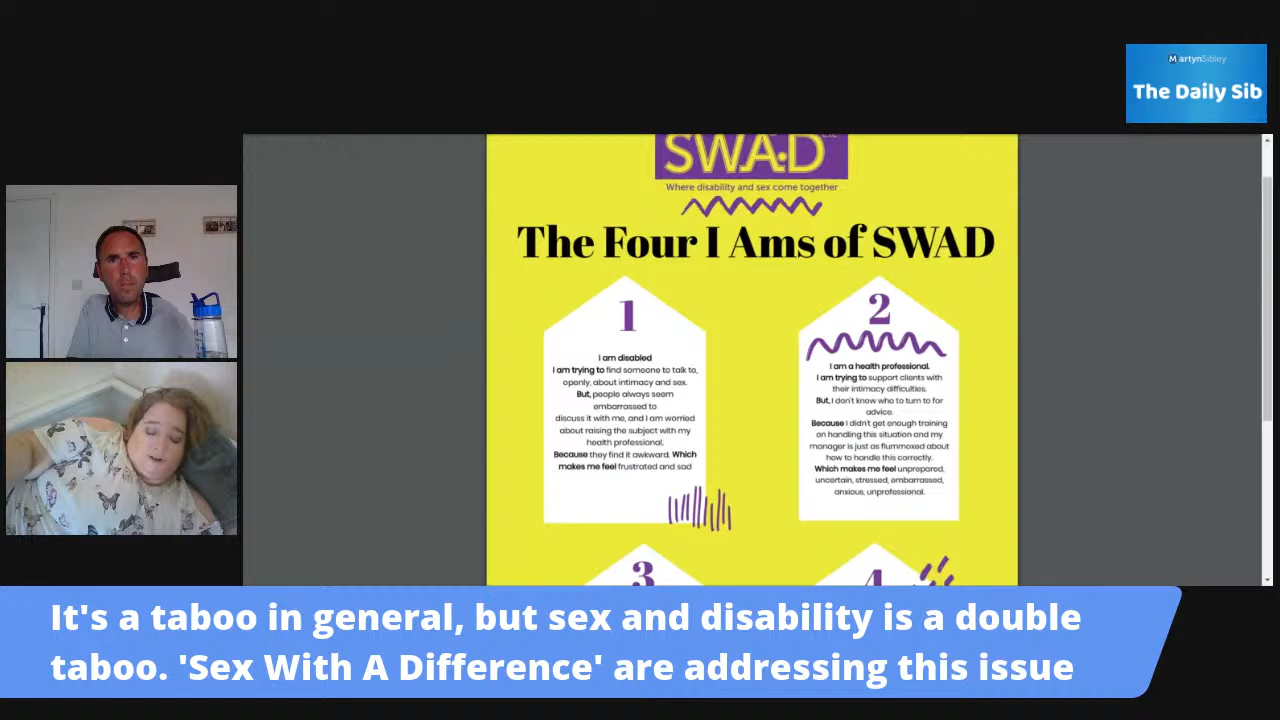 MartynSibley
The Daily Sib
SWAD
Where disability and sex come together
The Four I Ams of SWAD
1
I am disabled
I am trying to find someone to talk to,
openly, about intimacy and sex.
But, people always seem
embarrassed to
discuss it with me, and I am worried
about raising the subject with my
health professional.
Because they find it awkward. Which
makes me feel frustrated and sad
2
I am a health professional.
I am trying to support clients with
their intimacy difficulties.
But, I don't know who to turn to for
advice.
Because I didn't get enough training
on handling this situation and my
manager is just as flummoxed about
how to handle this correctly.
Which makes me feel unprepared,
uncertain, stressed, embarrassed,
anxious, unprofessional.
3
4
It's a taboo in general, but sex and disability is a double
taboo. 'Sex With A Difference' are addressing this issue